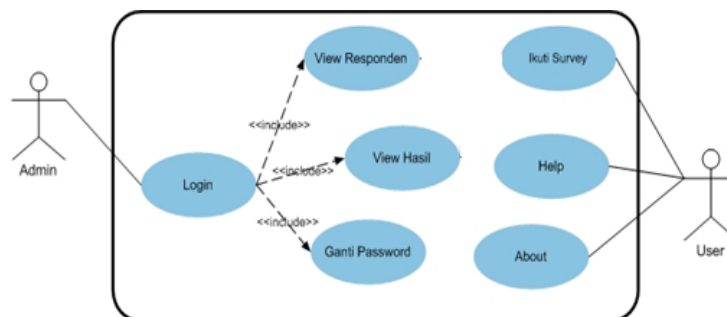 View Responden
Ikuti Survey
<<include>>
Admin
Login
<<include>>
View Hasil
Help
<<include>>
Ganti Password
About
User